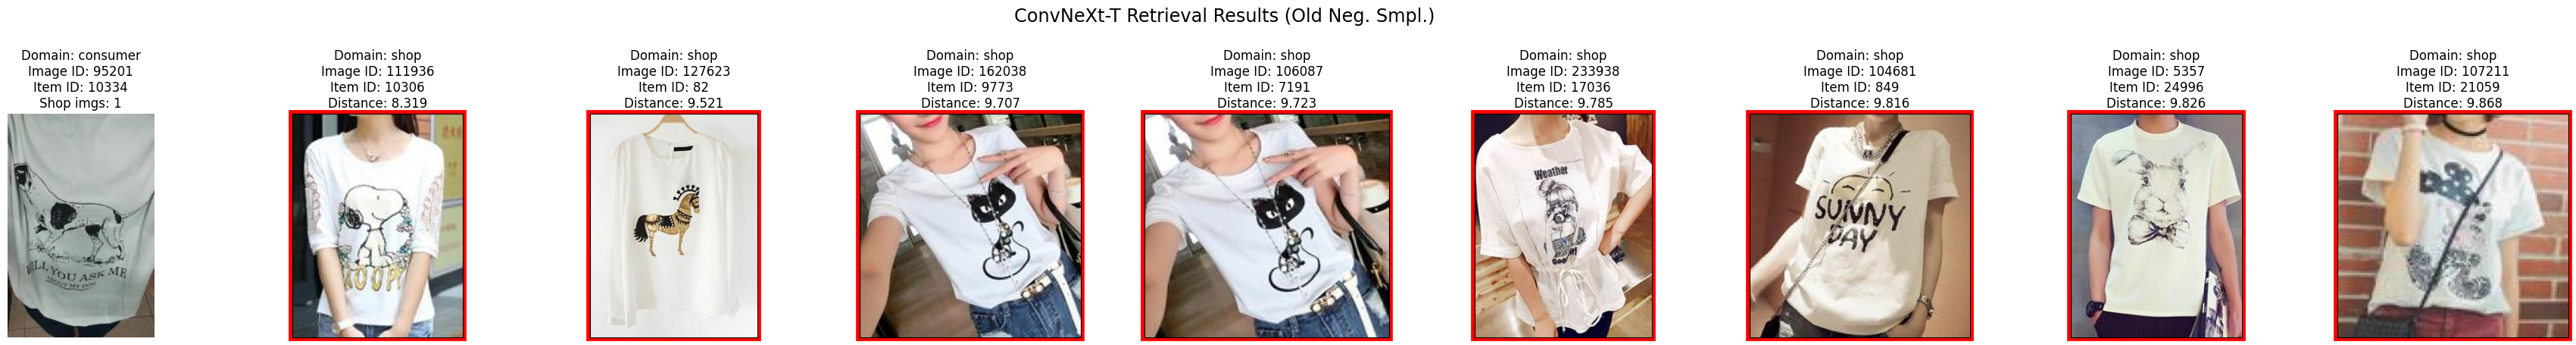 ConvNeXt-T Retrieval Results (Old Neg. Smpl.)
Domain: consumer
Image ID: 95201
Item ID: 10334
Shop imgs: 1
Domain: shop
Image ID: 111936
Item ID: 10306
Distance: 8.319
Domain: shop
Image ID: 127623
Item ID: 82
Distance: 9.521
Domain: shop
Image ID: 162038
Item ID: 9773
Distance: 9.707
Domain: shop
Image ID: 106087
Item ID: 7191
Distance: 9.723
Domain: shop
Image ID: 233938
Item ID: 17036
Distance: 9.785
Domain: shop
Image ID: 104681
Item ID: 849
Distance: 9.816
Domain: shop
Image ID: 5357
Item ID: 24996
Distance: 9.826
Domain: shop
Image ID: 107211
Item ID: 21059
Distance: 9.868
WILL YOU ASK ME
ABOUT MY DOG
Weather
SUNNY
DAY